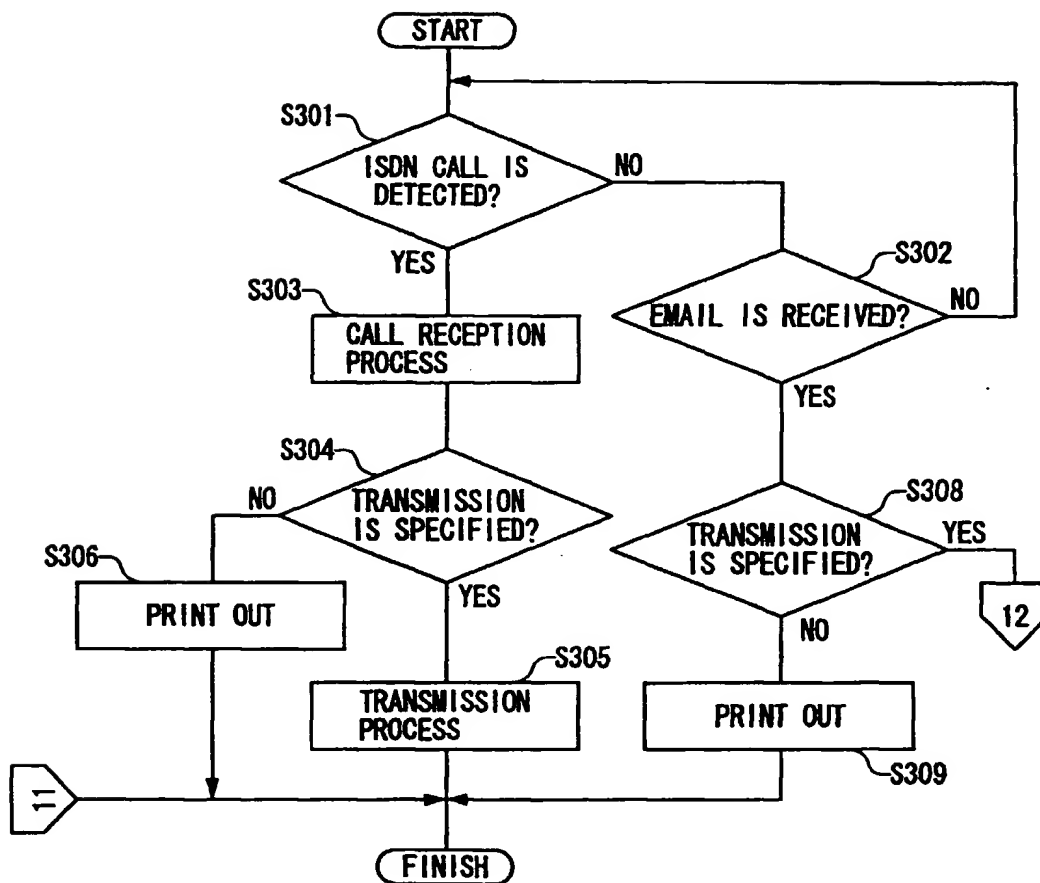 START
S301
ISDN CALL IS
DETECTED?
NO
YES
S302
EMAIL IS RECEIVED?
NO
YES
S303
CALL RECEPTION
PROCESS
S304
TRANSMISSION
IS SPECIFIED?
NO
YES
S308
TRANSMISSION
IS SPECIFIED?
YES
NO
12
S306
PRINT OUT
S305
TRANSMISSION
PROCESS
PRINT OUT
S309
11
FINISH